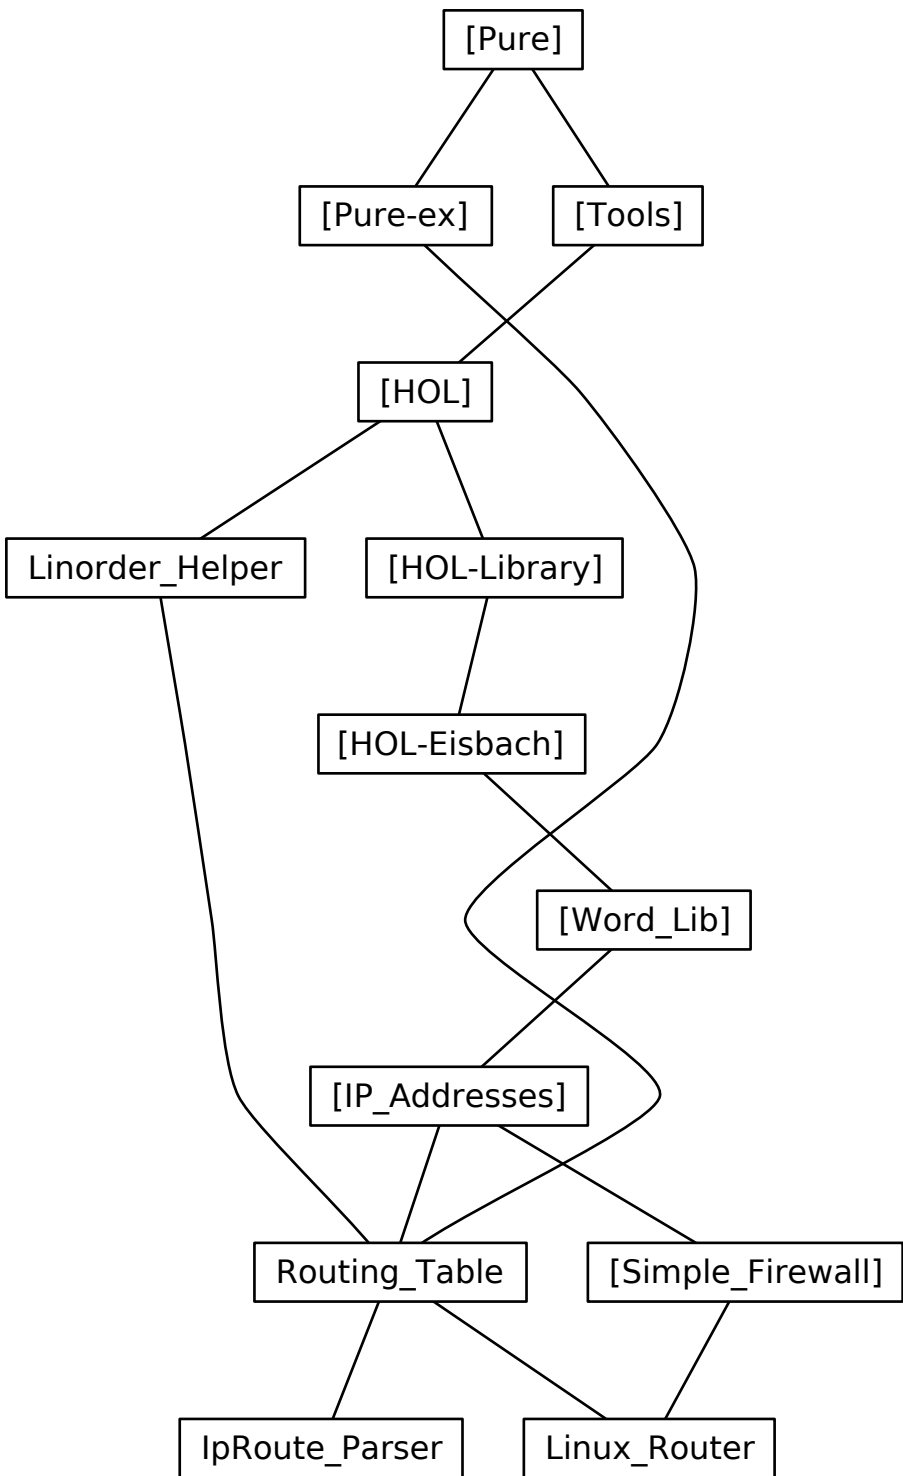 [Pure]
[Pure-ex]
[Tools]
[HOL]
Linorder_Helper
[HOL-Library]
[HOL-Eisbach]
[Word_Lib]
[IP_Addresses]
Routing_Table
[Simple_Firewall]
IpRoute_Parser
Linux_Router